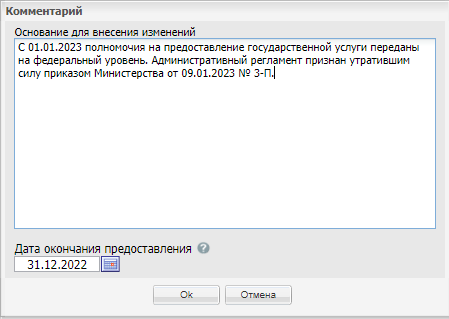 Комментарий
Основание для внесения изменений
С 01.01.2023 полномочия на предоставление государственной услуги переданы
на федеральный уровень. Административный регламент признан утратившим
силу приказом Министерства от 09.01.2023 № 3-П.
Дата окончания предоставления ?
31.12.2022
Ok Отмена